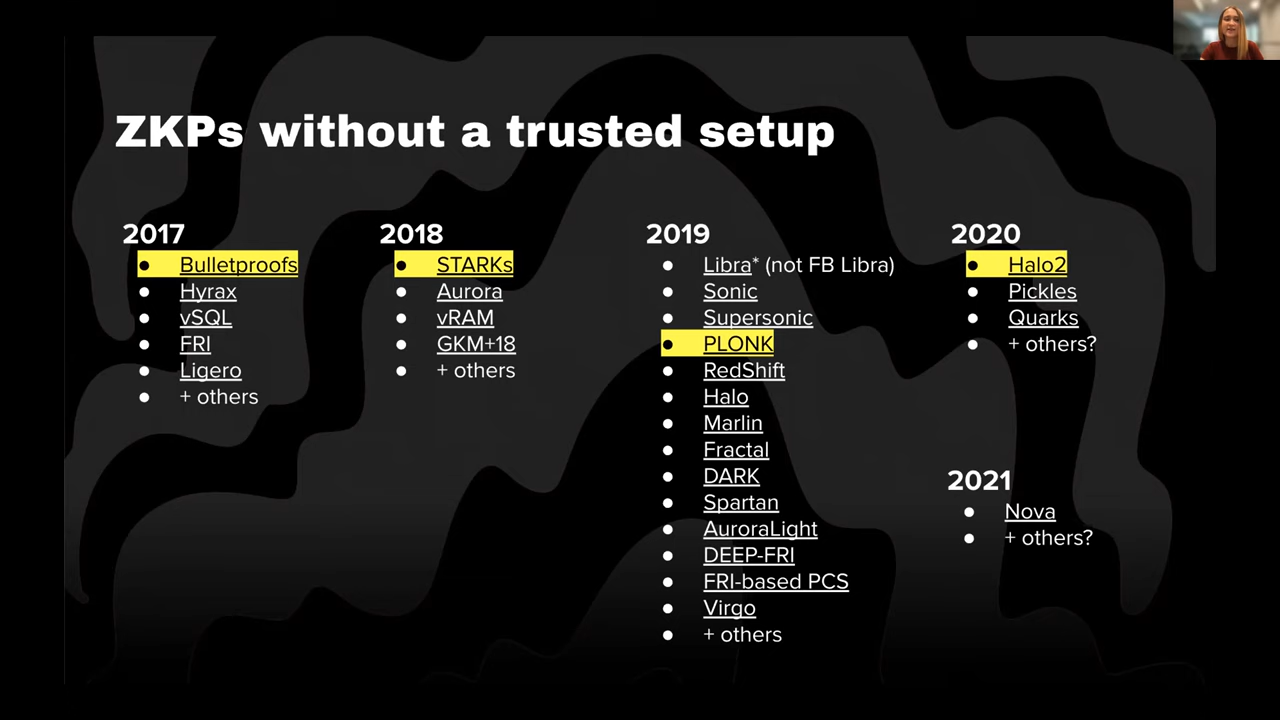 ZKPs without a trusted setup
2017
● Bulletproofs
● Hyrax
● vSQL
● FRI
● Ligero
● + others
2018
● STARKs
● Aurora
● vRAM
● GKM+18
● + others
2019
● Libra* (not FB Libra)
● Sonic
● Supersonic
● PLONK
● RedShift
● Halo
● Marlin
● Fractal
● DARK
● Spartan
● AuroraLight
● DEEP-FRI
● FRI-based PCS
● Virgo
● + others
2020
● Halo2
● Pickles
● Quarks
● + others?
2021
● Nova
● + others?